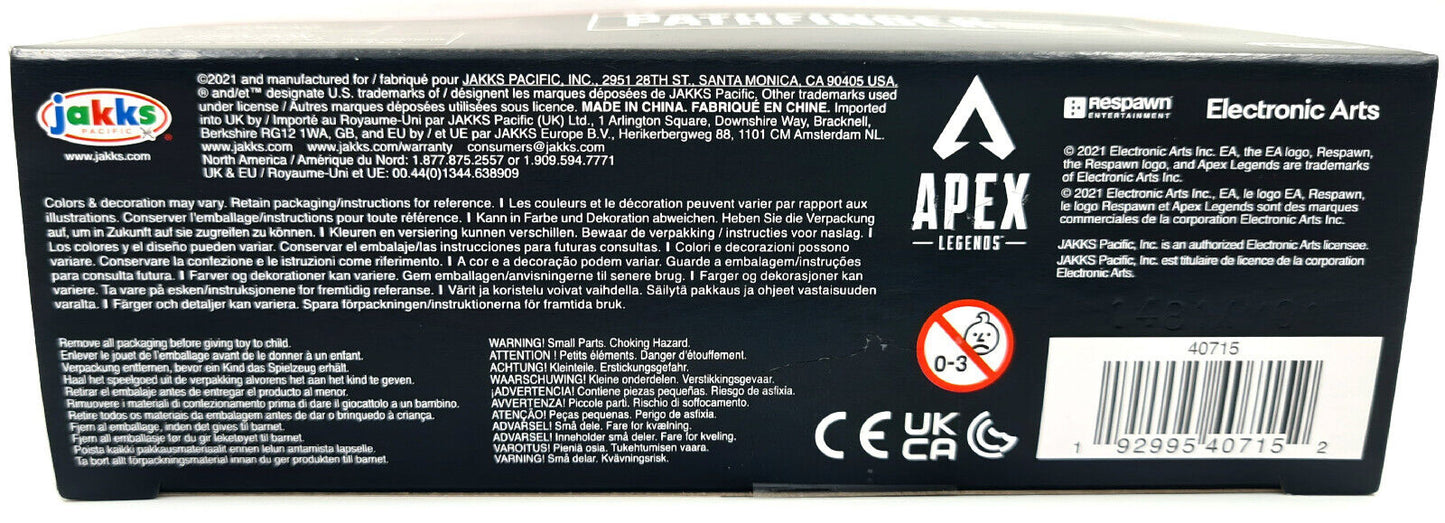 PATHFINDER
jakks
PACIFIC
®
www.jakks.com
©2021 and manufactured for / fabriqué pour JAKKS PACIFIC, INC., 2951 28TH ST., SANTA MONICA, CA 90405 USA.
® and/et™ designate U.S. trademarks of / désignent les marques déposées de JAKKS Pacific, Other trademarks used
under license / Autres marques déposées utilisées sous licence. MADE IN CHINA. FABRIQUÉ EN CHINE. Imported
into UK by / Importé au Royaume-Uni par JAKKS Pacific (UK) Ltd., 1 Arlington Square, Downshire Way, Bracknell,
Berkshire RG12 1WA, GB, and EU by / et UE par JAKKS Europe B.V., Herikerbergweg 88, 1101 CM Amsterdam NL.
www.jakks.com www.jakks.com/warranty consumers@jakks.com
North America / Amérique du Nord: 1.877.875.2557 or 1.909.594.7771
UK & EU / Royaume-Uni et UE: 00.44(0)1344.638909
Colors & decoration may vary. Retain packaging/instructions for reference. I Les couleurs et le décoration peuvent varier par rapport aux
illustrations. Conserver l'emballage/instructions pour toute référence. I Kann in Farbe und Dekoration abweichen. Heben Sie die Verpackung
auf, um in Zukunft auf sie zugreifen zu können. I Kleuren en versiering kunnen verschillen. Bewaar de verpakking / instructies voor naslag. I
Los colores y el diseño pueden variar. Conservar el embalaje/las instrucciones para futuras consultas. I Colori e decorazioni possono
variare. Conservare la confezione e le istruzioni come riferimento. I A cor e a decoração podem variar. Guarde a embalagem/instruções
para consulta futura. I Farver og dekorationer kan variere. Gem emballagen/anvisningerne til senere brug. I Farger og dekorasjoner kan
variere. Ta vare på esken/instruksjonene for fremtidig referanse. I Värit ja koristelu voivat vaihdella. Säilytä pakkaus ja ohjeet vastaisuuden
varalta. I Färger och detaljer kan variera. Spara förpackningen/instruktionerna för framtida bruk.
Remove all packaging before giving toy to child.
Enlever le jouet de l'emballage avant de le donner à un enfant.
Verpackung entfernen, bevor ein Kind das Spielzeug erhält.
Haal het speelgoed uit de verpakking alvorens het aan het kind te geven.
Retirar el embalaje antes de entregar el producto al menor.
Rimuovere i materiali di confezionamento prima di dare il giocattolo a un bambino.
Retire todos os materiais da embalagem antes de dar o brinquedo à criança.
Fjern al emballage, inden det gives til barnet.
Fjern all emballasje før du gir leketøyet til barnet.
Poista kaikki pakkausmateriaalit ennen lelun antamista lapselle.
Ta bort allt förpackningsmaterial innan du ger produkten till barnet.
WARNING! Small Parts. Choking Hazard.
ATTENTION ! Petits éléments. Danger d'étouffement.
ACHTUNG! Kleinteile. Erstickungsgefahr.
WAARSCHUWING! Kleine onderdelen. Verstikkingsgevaar.
¡ADVERTENCIA! Contiene piezas pequeñas. Riesgo de asfixia.
AVVERTENZA! Piccole parti. Rischio di soffocamento.
ATENÇÃO! Peças pequenas. Perigo de asfixia.
ADVARSEL! Små dele. Fare for kvælning.
ADVARSEL! Inneholder små deler. Fare for kveling.
VAROITUS! Pieniä osia. Tukehtumisen vaara.
VARNING! Små delar. Kvävningsrisk.
APEX
LEGENDS
0-3
CE UK
CA
RESPAWN
ENTERTAINMENT
Electronic Arts
© 2021 Electronic Arts Inc. EA, the EA logo, Respawn,
the Respawn logo, and Apex Legends are trademarks
of Electronic Arts Inc.
© 2021 Electronic Arts Inc., EA, le logo EA, Respawn,
le logo Respawn et Apex Legends sont des marques
commerciales de la corporation Electronic Arts Inc.
JAKKS Pacific, Inc. is an authorized Electronic Arts licensee.
JAKKS Pacific, Inc. est titulaire de licence de la corporation
Electronic Arts.
40715
1 92995 40715 2